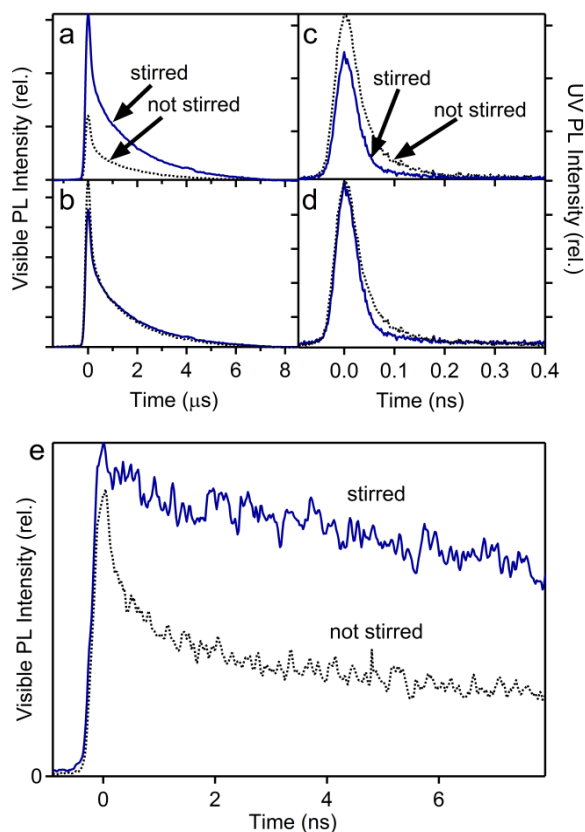 a
stirred
not stirred
c
stirred
not stirred
b
d
Visible PL Intensity (rel.)
UV PL Intensity (rel.)
0 2 4 6 8
0.0 0.1 0.2 0.3 0.4
Time (μs)
Time (ns)
e
stirred
not stirred
Visible PL Intensity (rel.)
0
0 2 4 6
Time (ns)